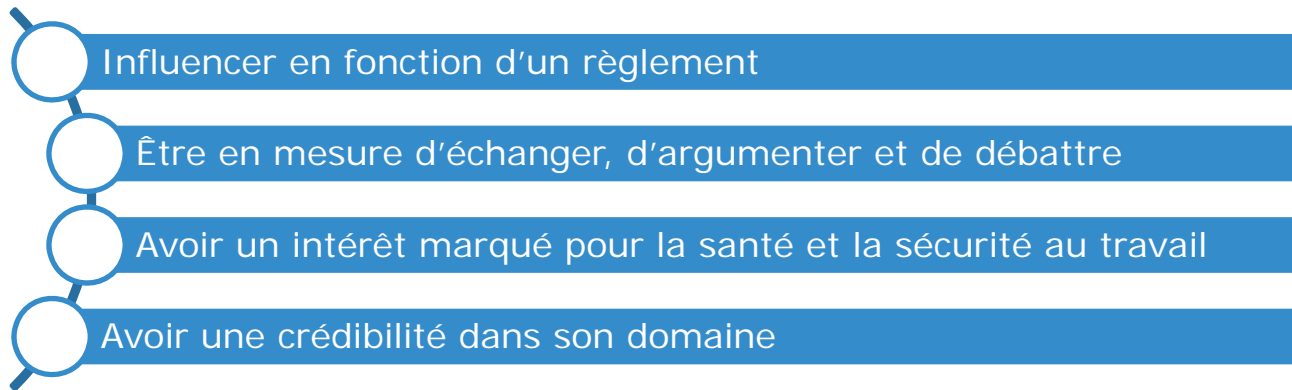 Influencer en fonction d’un règlement
Être en mesure d’échanger, d’argumenter et de débattre
Avoir un intérêt marqué pour la santé et la sécurité au travail
Avoir une crédibilité dans son domaine